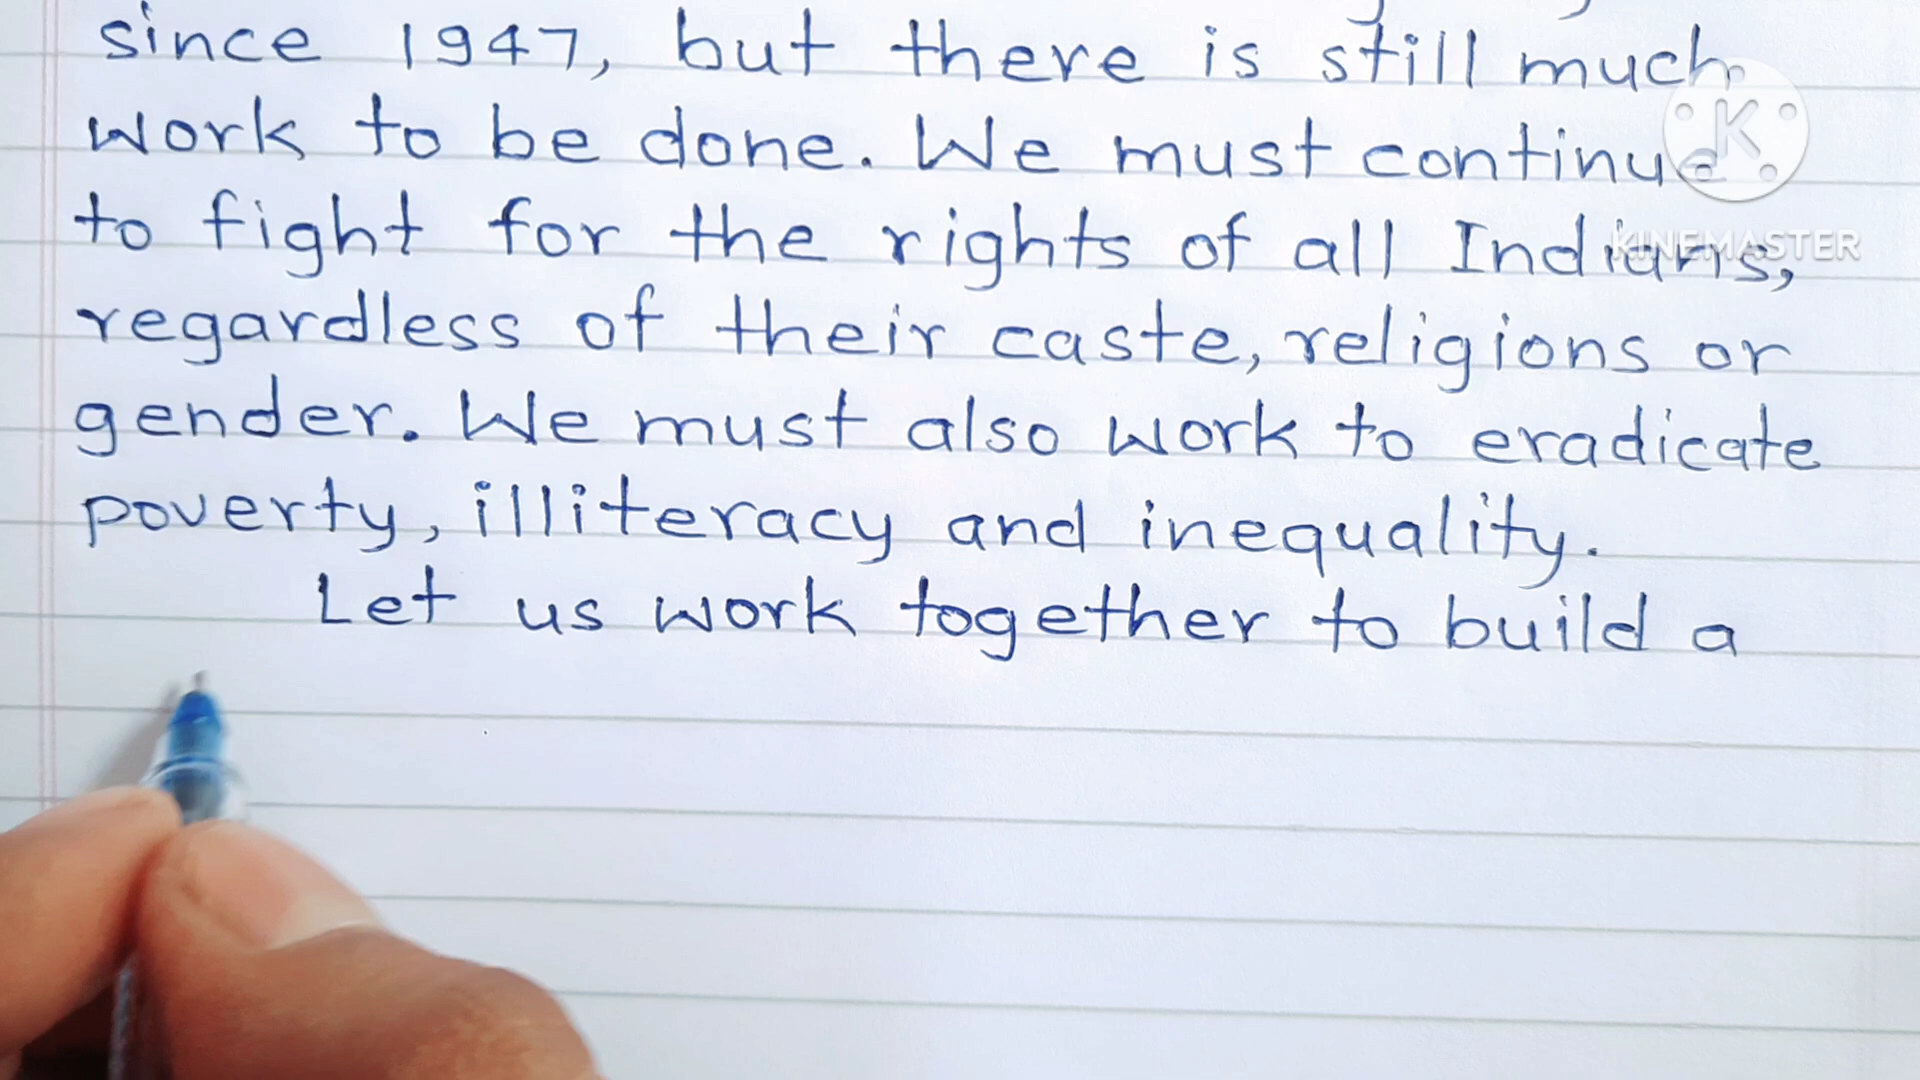 since 1947, but there is still much
work to be done. We must continue
to fight for the rights of all Indians,
KINEMASTER
regardless of their caste, religions or
gender. We must also work to eradicate
poverty, illiteracy and inequality.
Let us work together to build a